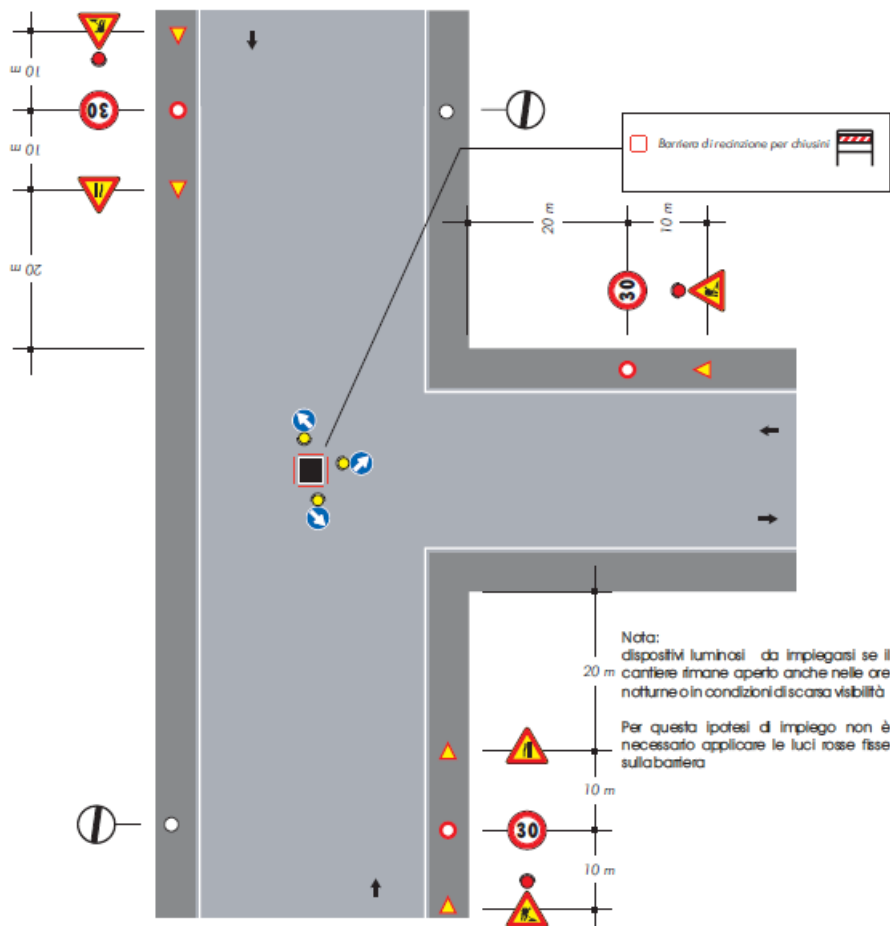 10 m
30
10 m
20 m
Barriera di recinzione per chiusini
20 m
10 m
30
Nota:
dispositivi luminosi da impiegarsi se il
20 m
cantiere rimane aperto anche nelle ore
notturne o in condizioni di scarsa visibilità
Per questa ipotesi di impiego non è
necessario applicare le luci rosse fisse
sulla barriera
10 m
30
10 m